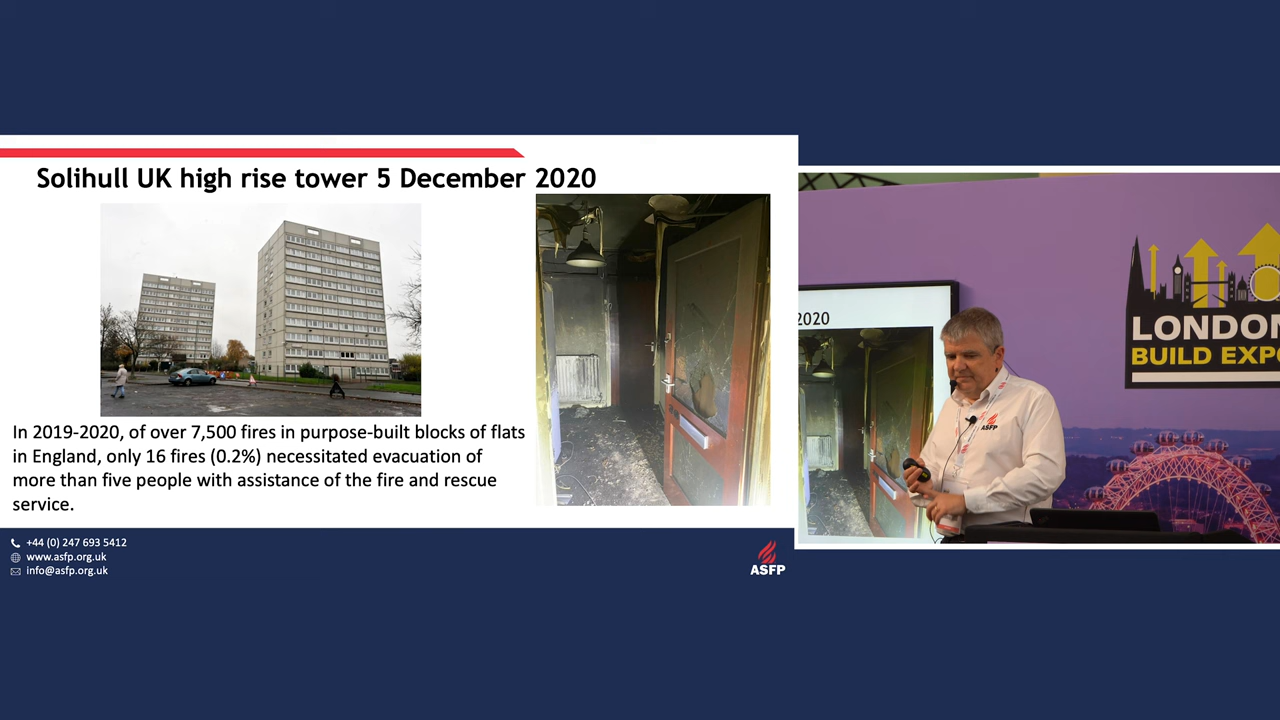 Solihull UK high rise tower 5 December 2020
In 2019-2020, of over 7,500 fires in purpose-built blocks of flats
in England, only 16 fires (0.2%) necessitated evacuation of
more than five people with assistance of the fire and rescue
service.
+44 (0) 247 693 5412
www.asfp.org.uk
info@asfp.org.uk
ASFP
2020
ASFP
LONDON
BUILD EXPO